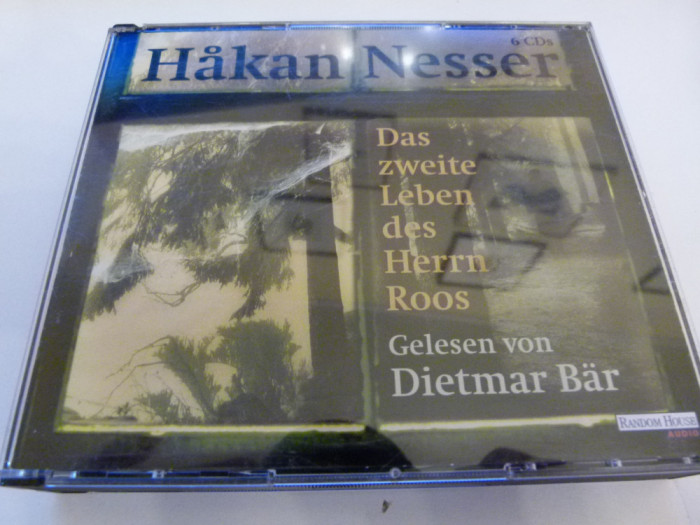 6 CDs
Håkan Nesser
Das
zweite
Leben
des
Herrn
Roos
Gelesen von
Dietmar Bär
RANDOM HOUSE
AUDIO